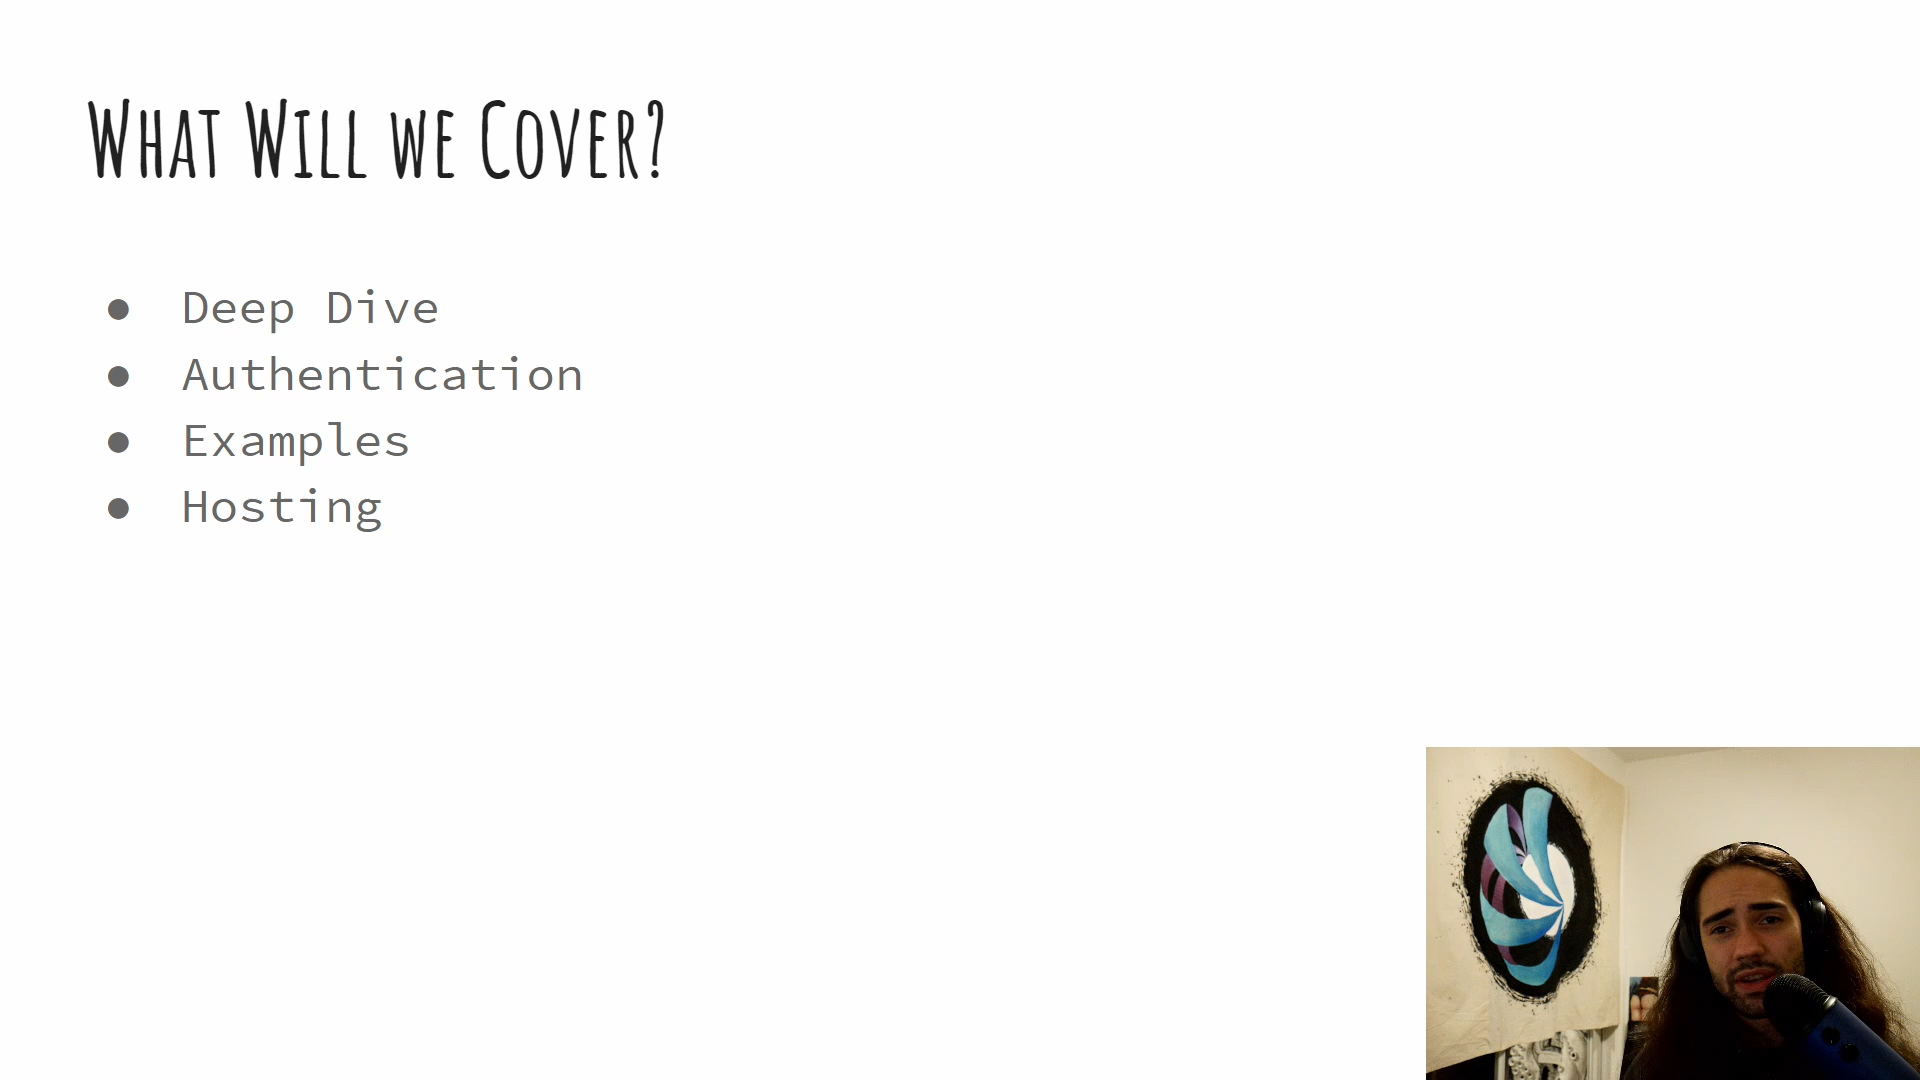 What Will we Cover?
● Deep Dive
● Authentication
● Examples
● Hosting